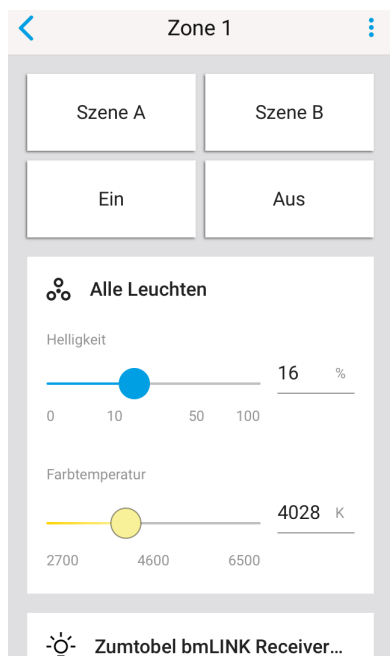 Zone 1
Szene A Szene B
Ein Aus
Alle Leuchten
Helligkeit
16 %
0 10 50 100
Farbtemperatur
4028 K
2700 4600 6500
Zumtobel bmLINK Receiver...